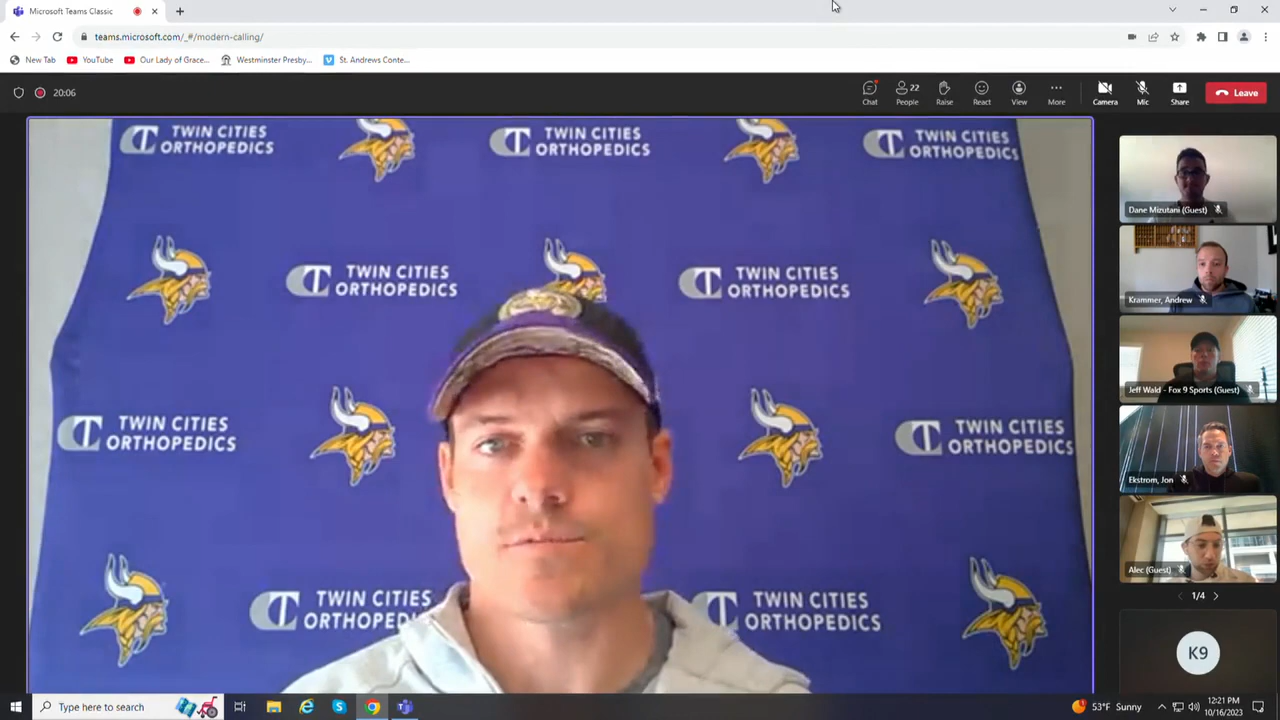 Microsoft Teams Classic
teams.microsoft.com/_#/modern-calling/
New Tab
YouTube
Our Lady of Grace...
Westminster Presby...
St. Andrews Conte...
20:06
22
Chat
People
Raise
React
View
More
Camera
Mic
Share
Leave
TWIN CITIES
ORTHOPEDICS
TWIN CITIES
ORTHOPEDICS
TWIN CITIES
ORTHOPEDICS
TWIN CITIES
ORTHOPEDICS
TWIN CITIES
ORTHOPEDICS
TWIN CITIES
ORTHOPEDICS
TWIN CITIES
ORTHOPEDICS
TWIN CITIES
ORTHOPEDI
TWIN CITIES
ORTHOPEDICS
Dane Mizutani (Guest)
Krammer, Andrew
Jeff Wald - Fox 9 Sports (Guest)
Ekstrom, Jon
Alec (Guest)
1/4
K9
Type here to search
53°F Sunny
12:21 PM
10/16/2023